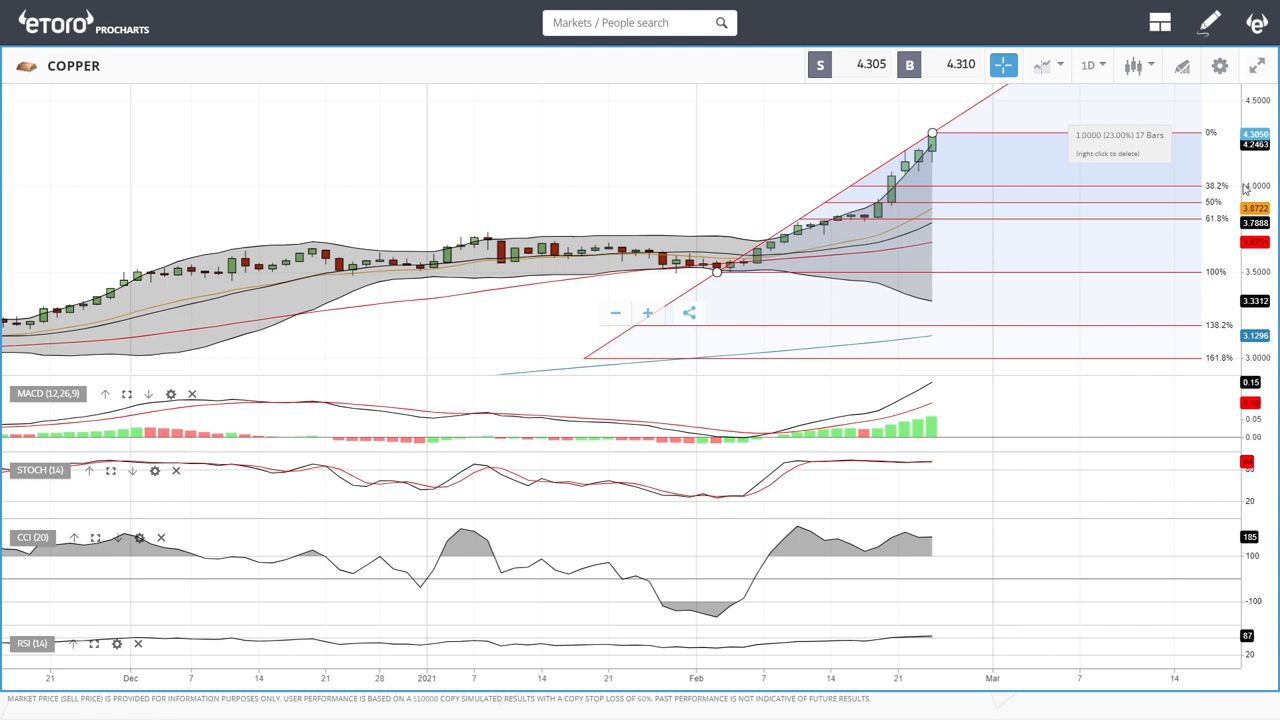 eToro PROCHARTS
Markets / People search
COPPER
S 4.305 B 4.310
1D
4.5000
1.0000 (23.00%) 17 Bars
(right click to delete)
0%
4.3050
4.2463
38.2%
4.0000
50%
3.8722
61.8%
3.7888
100%
3.5000
3.3312
138.2%
3.1296
161.8%
3.0000
MACD (12,26,9)
0.15
0.10
0.05
0.00
STOCH (14)
80
20
CCI (20)
185
100
-100
RSI (14)
87
20
21 Dec 7 14 21 28 2021 7 14 21 Feb 7 14 21 Mar 7 14
MARKET PRICE (SELL PRICE) IS PROVIDED FOR INFORMATION PURPOSES ONLY. USER PERFORMANCE IS BASED ON A $10000 COPY SIMULATED RESULTS WITH A COPY STOP LOSS OF 60%. PAST PERFORMANCE IS NOT INDICATIVE OF FUTURE RESULTS.